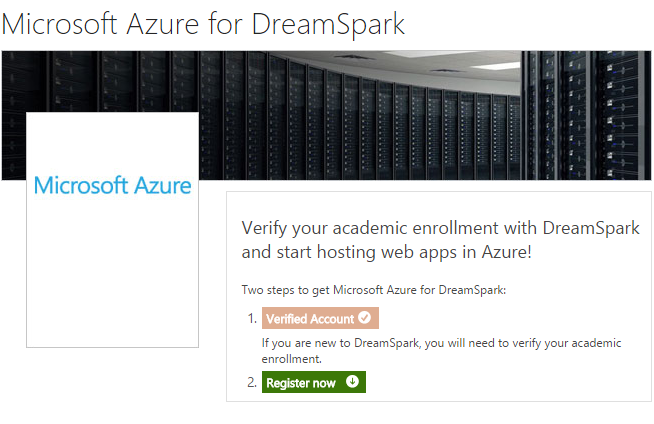 Microsoft Azure for DreamSpark
Microsoft Azure
Verify your academic enrollment with DreamSpark
and start hosting web apps in Azure!
Two steps to get Microsoft Azure for DreamSpark:
1. Verified Account
If you are new to DreamSpark, you will need to verify your academic
enrollment.
2. Register now